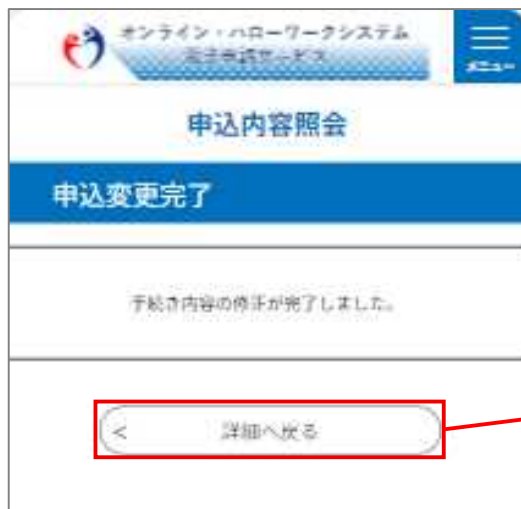 オンライン・ハローワークシステム
電子申請サービス
メニュー
申込内容照会
申込変更完了
手続き内容の修正が完了しました。
< 詳細へ戻る